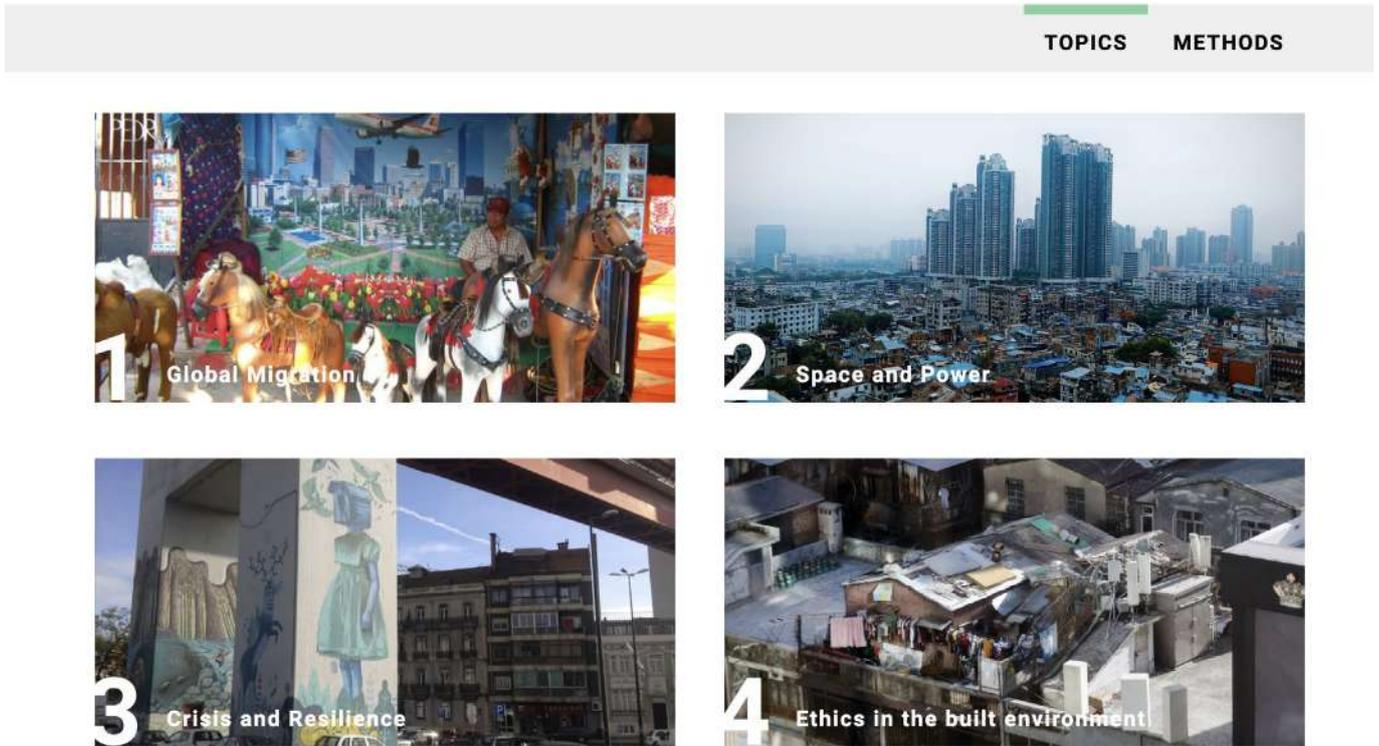 TOPICS METHODS
1 Global Migration
2 Space and Power
3 Crisis and Resilience
4 Ethics in the built environment